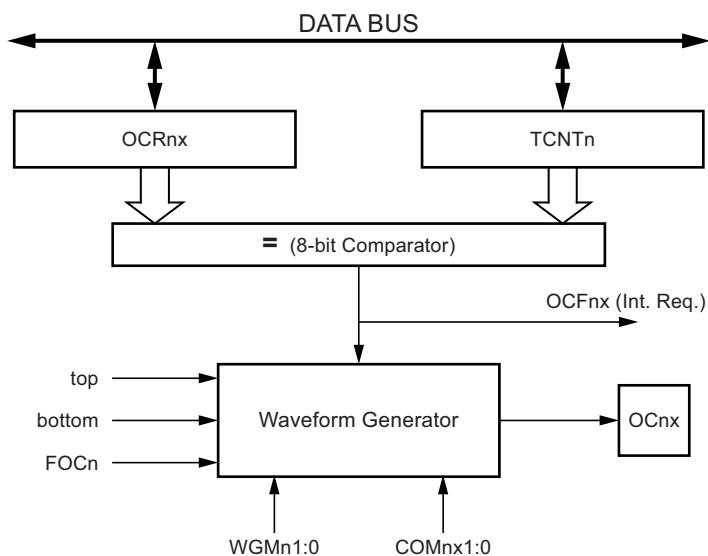 DATA BUS
OCRnx
TCNTn
= (8-bit Comparator)
OCFnx (Int. Req.)
top
bottom
FOCn
Waveform Generator
OCnx
WGMn1:0
COMnx1:0